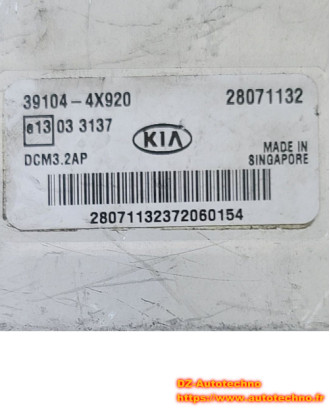 39104-4X920 28071132
e13 03 3137
KIA
DCM3.2AP
MADE IN
SINGAPORE
28071132372060154
DZ-Autotechno
https://www.autotechno.fr